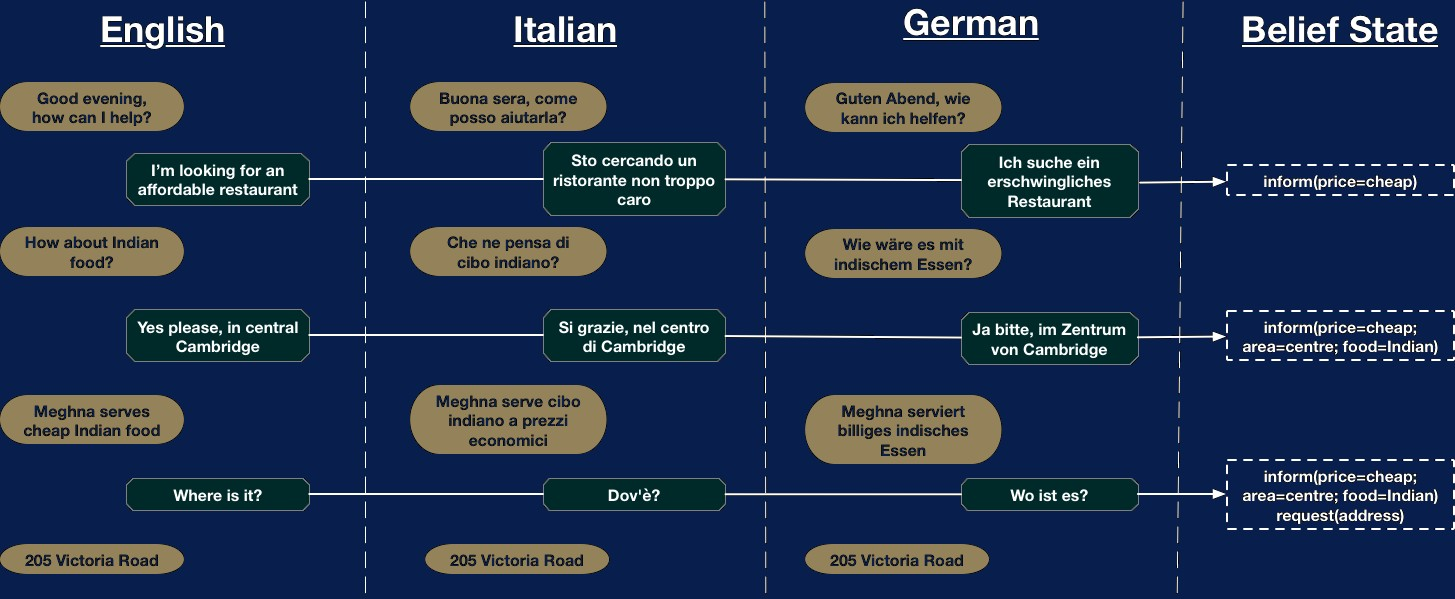 English
Italian
German
Belief State
Good evening,
how can I help?
Buona sera, come
posso aiutarla?
Guten Abend, wie
kann ich helfen?
I'm looking for an
affordable restaurant
Sto cercando un
ristorante non troppo
caro
Ich suche ein
erschwingliches
Restaurant
inform(price=cheap)
How about Indian
food?
Che ne pensa di
cibo indiano?
Wie wäre es mit
indischem Essen?
Yes please, in central
Cambridge
Si grazie, nel centro
di Cambridge
Ja bitte, im Zentrum
von Cambridge
inform(price=cheap;
area=centre; food=Indian)
Meghna serves
cheap Indian food
Meghna serve cibo
indiano a prezzi
economici
Meghna serviert
billiges indisches
Essen
Where is it?
Dov'è?
Wo ist es?
inform(price=cheap;
area=centre; food=Indian)
request(address)
205 Victoria Road
205 Victoria Road
205 Victoria Road